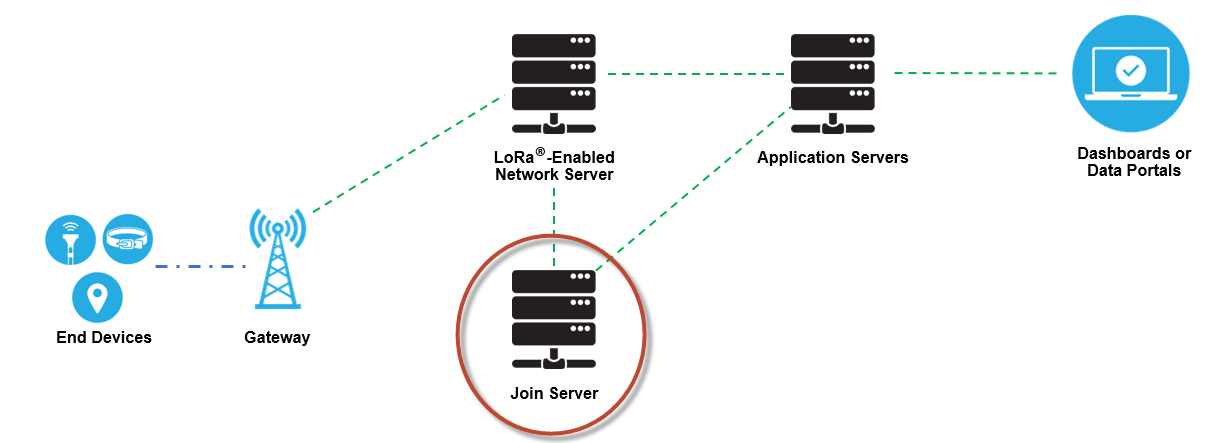 LoRa®-Enabled
Network Server
Application Servers
Dashboards or
Data Portals
End Devices
Gateway
Join Server